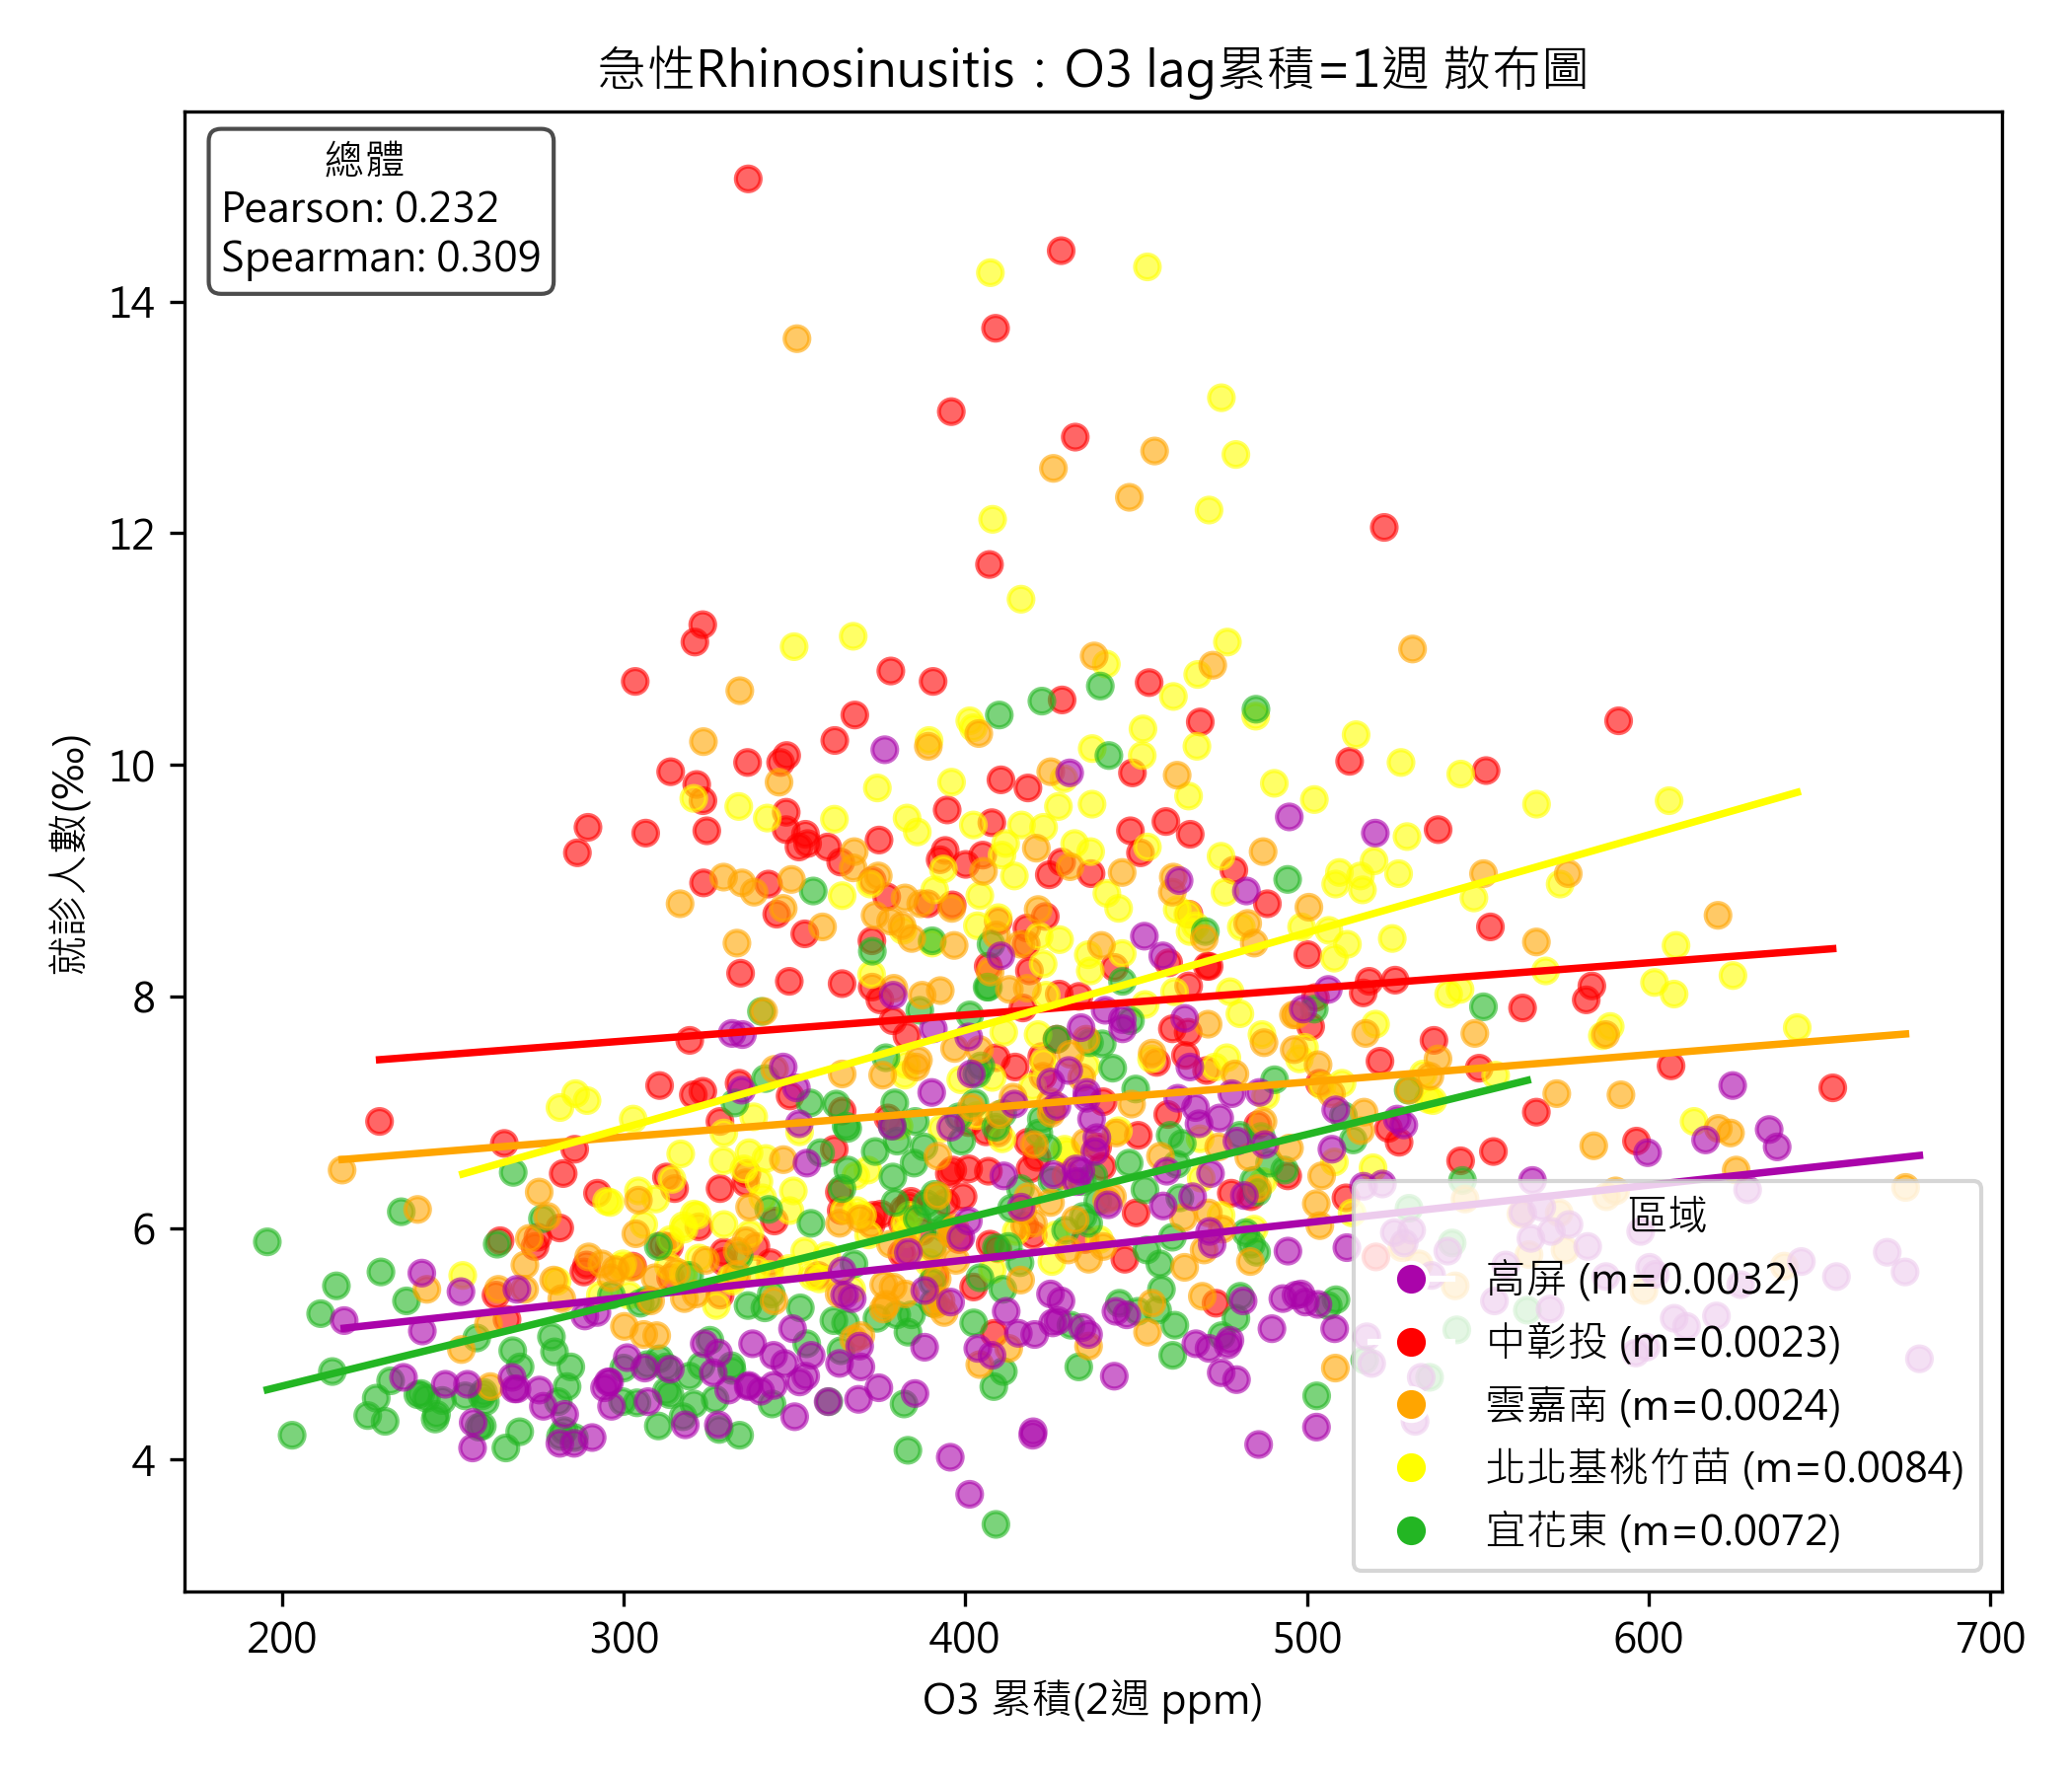 急性Rhinosinusitis：O3 lag累積=1週 散布圖
總體
Pearson: 0.232
Spearman: 0.309
就診人數(‰)
14
12
10
8
6
4
200 300 400 500 600 700
O3 累積(2週 ppm)
區域
高屏 (m=0.0032)
中彰投 (m=0.0023)
雲嘉南 (m=0.0024)
北北基桃竹苗 (m=0.0084)
宜花東 (m=0.0072)